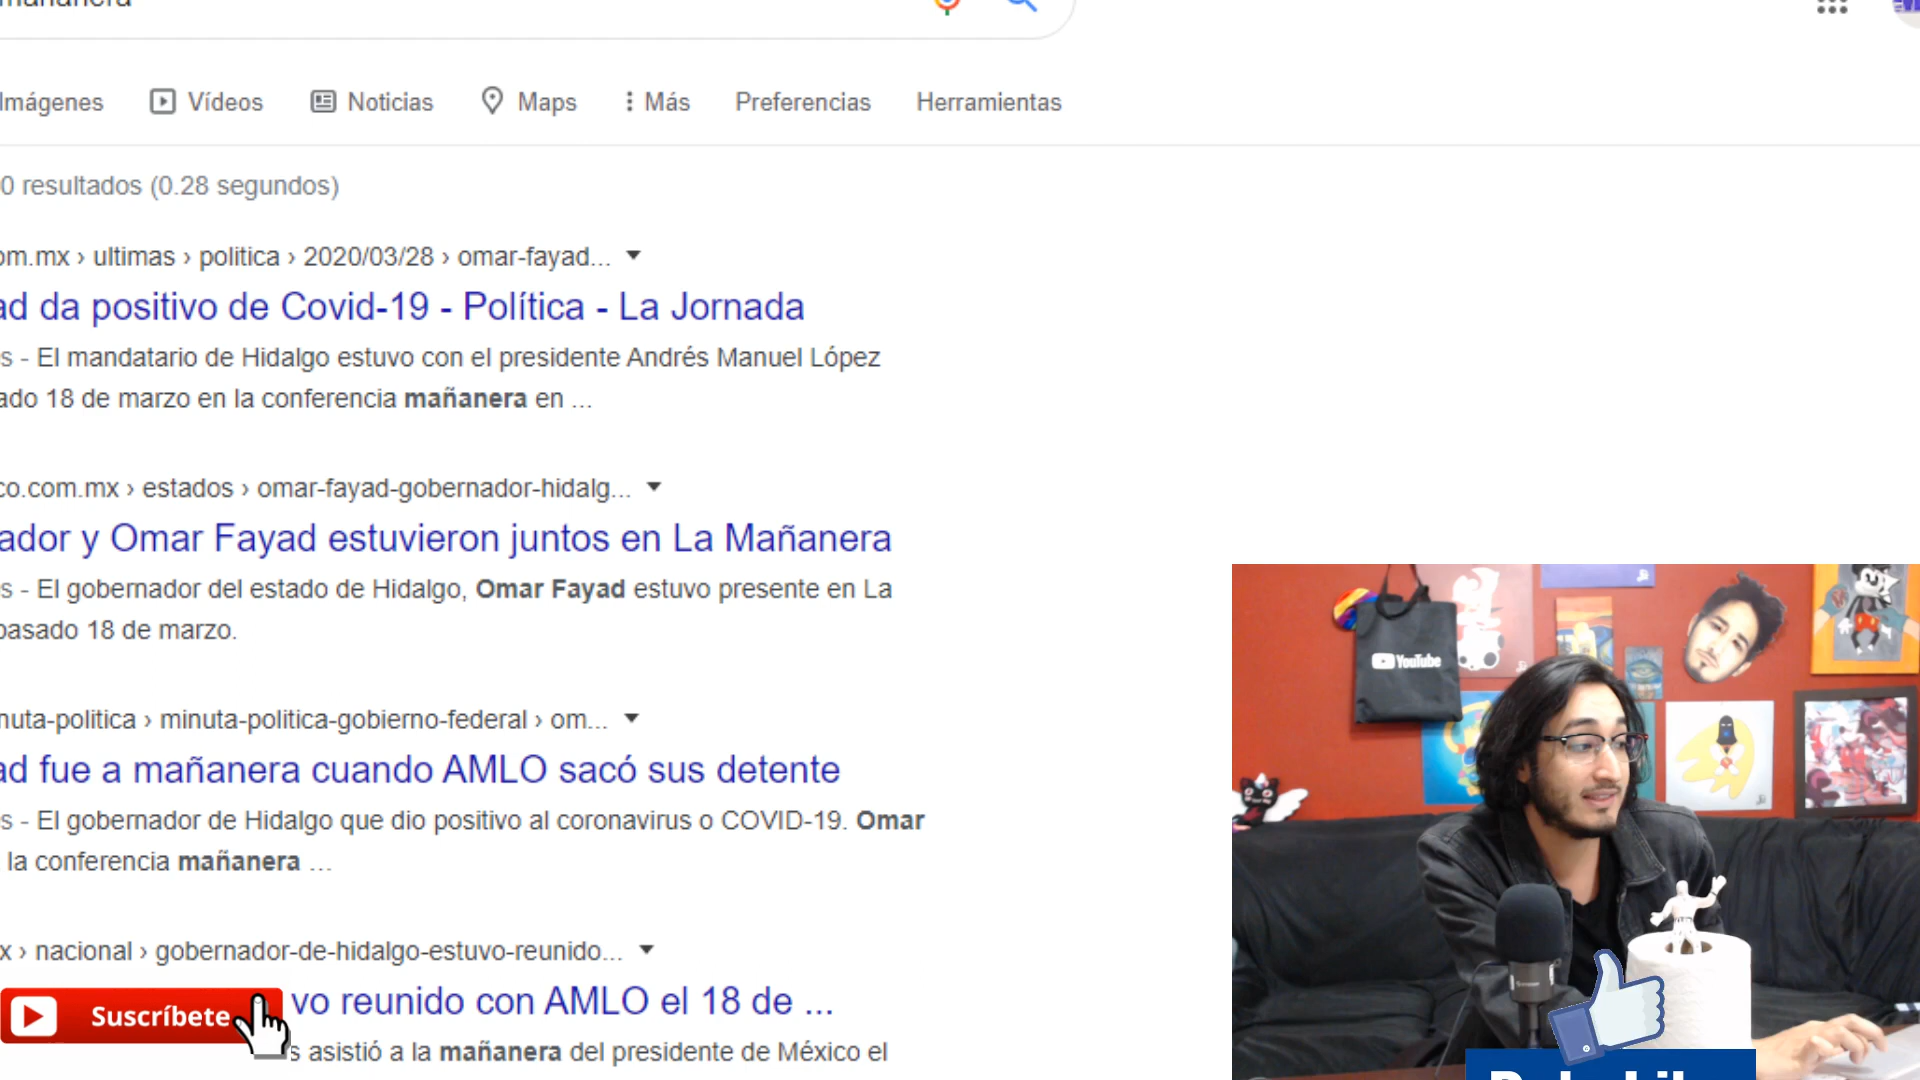 mañanera
Imágenes Vídeos Noticias Maps Más Preferencias Herramientas
0 resultados (0.28 segundos)
om.mx › ultimas › politica › 2020/03/28 › omar-fayad...
ad da positivo de Covid-19 - Política - La Jornada
s - El mandatario de Hidalgo estuvo con el presidente Andrés Manuel López
ado 18 de marzo en la conferencia mañanera en ...
co.com.mx › estados › omar-fayad-gobernador-hidalg...
ador y Omar Fayad estuvieron juntos en La Mañanera
s - El gobernador del estado de Hidalgo, Omar Fayad estuvo presente en La
pasado 18 de marzo.
nuta-politica › minuta-politica-gobierno-federal › om...
ad fue a mañanera cuando AMLO sacó sus detente
s - El gobernador de Hidalgo que dio positivo al coronavirus o COVID-19. Omar
la conferencia mañanera ...
x › nacional › gobernador-de-hidalgo-estuvo-reunido...
vo reunido con AMLO el 18 de ...
s asistió a la mañanera del presidente de México el
Suscríbete
YouTube